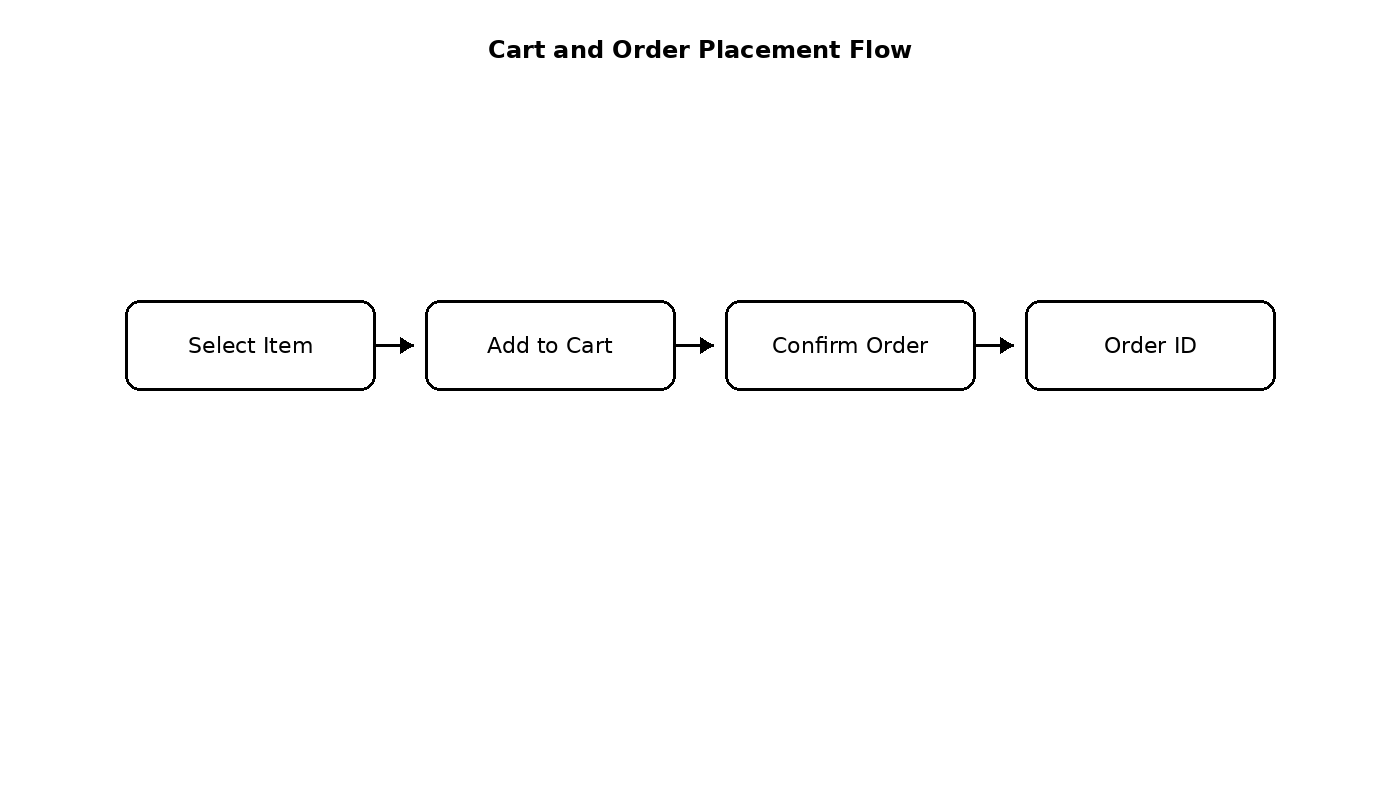 Cart and Order Placement Flow
Select Item
Add to Cart
Confirm Order
Order ID